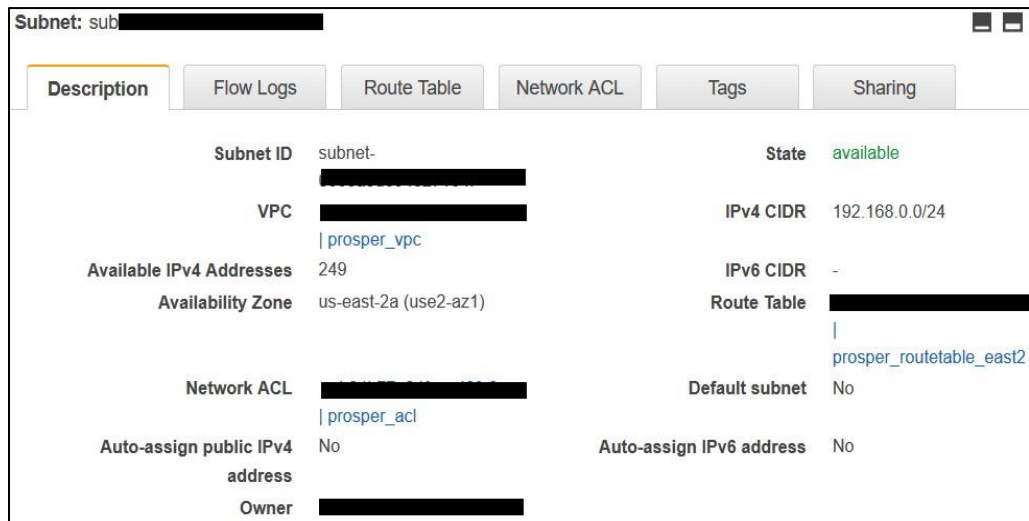 Subnet: sub
Description Flow Logs Route Table Network ACL Tags Sharing
Subnet ID subnet- State available
VPC IPv4 CIDR 192.168.0.0/24
| prosper_vpc
Available IPv4 Addresses 249 IPv6 CIDR -
Availability Zone us-east-2a (use2-az1) Route Table
|
prosper_routetable_east2
Network ACL Default subnet No
| prosper_acl
Auto-assign public IPv4 No Auto-assign IPv6 address No
address
Owner